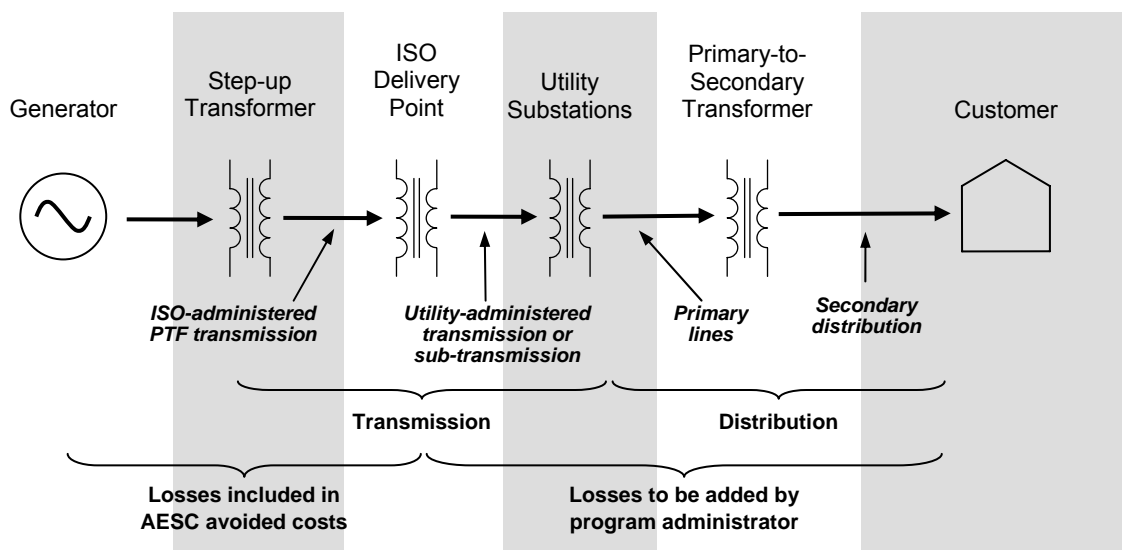 Generator
Step-up
Transformer
ISO
Delivery
Point
Utility
Substations
Primary-to-
Secondary
Transformer
Customer
ISO-administered
PTF transmission
Utility-administered
transmission or
sub-transmission
Primary
lines
Secondary
distribution
Transmission
Distribution
Losses included in
AESC avoided costs
Losses to be added by
program administrator